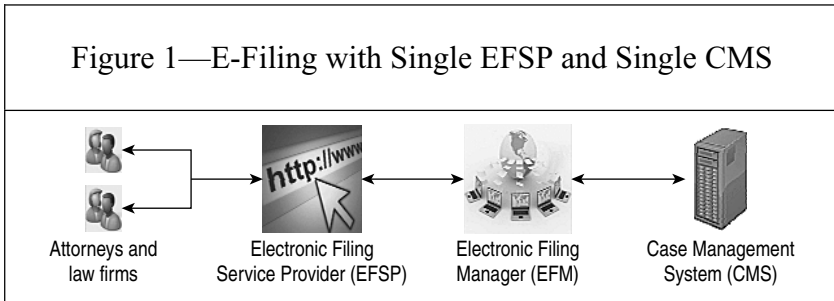 Figure 1—E-Filing with Single EFSP and Single CMS
http://www
Attorneys and
law firms
Electronic Filing
Service Provider (EFSP)
Electronic Filing
Manager (EFM)
Case Management
System (CMS)